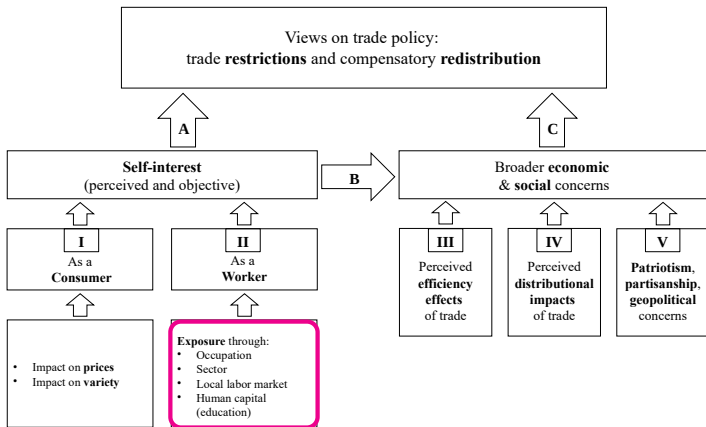 Views on trade policy:
trade restrictions and compensatory redistribution
A
C
Self-interest
(perceived and objective)
B
Broader economic
& social concerns
I
As a
Consumer
II
As a
Worker
III
Perceived
efficiency
effects
of trade
IV
Perceived
distributional
impacts
of trade
V
Patriotism,
partisanship,
geopolitical
concerns
• Impact on prices
• Impact on variety
Exposure through:
• Occupation
• Sector
• Local labor market
• Human capital
(education)